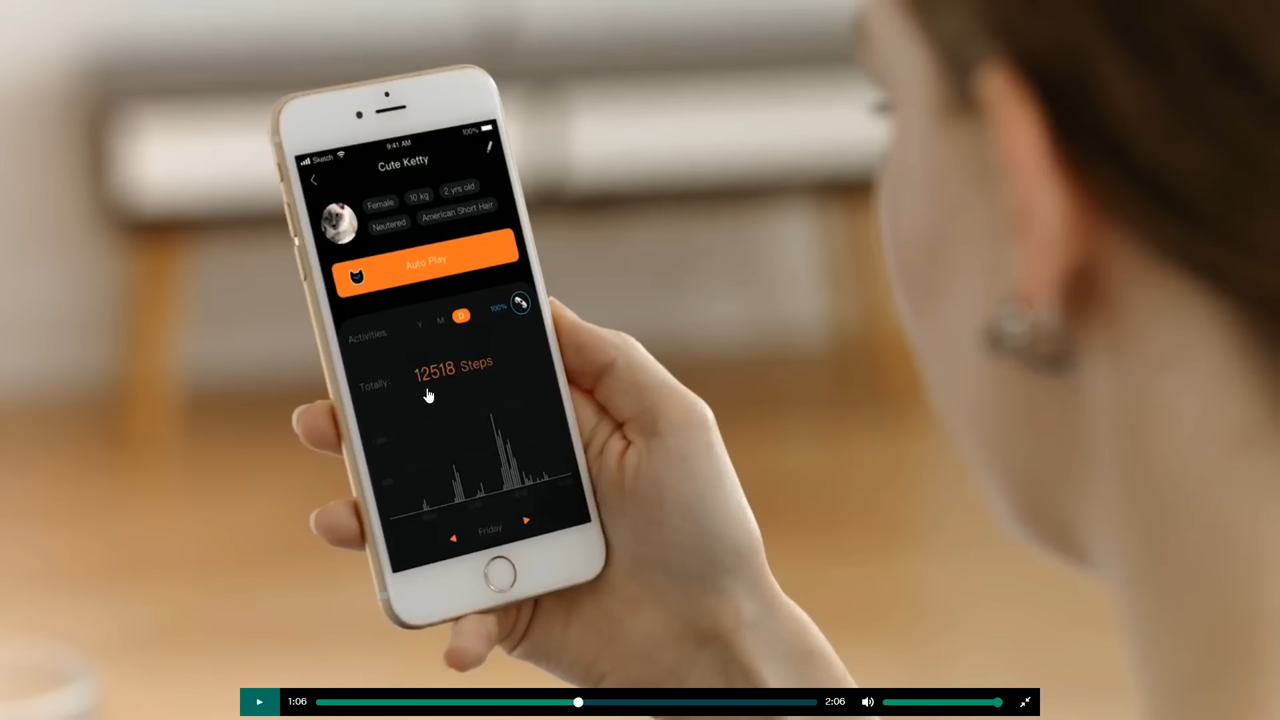 Sketch 9:41 AM 100%
Cute Ketty
Female 10 kg 2 yrs old
Neutered American Short Hair
Auto Play
Activities Y M D 100%
Totally: 12518 Steps
Friday
1:06 2:06